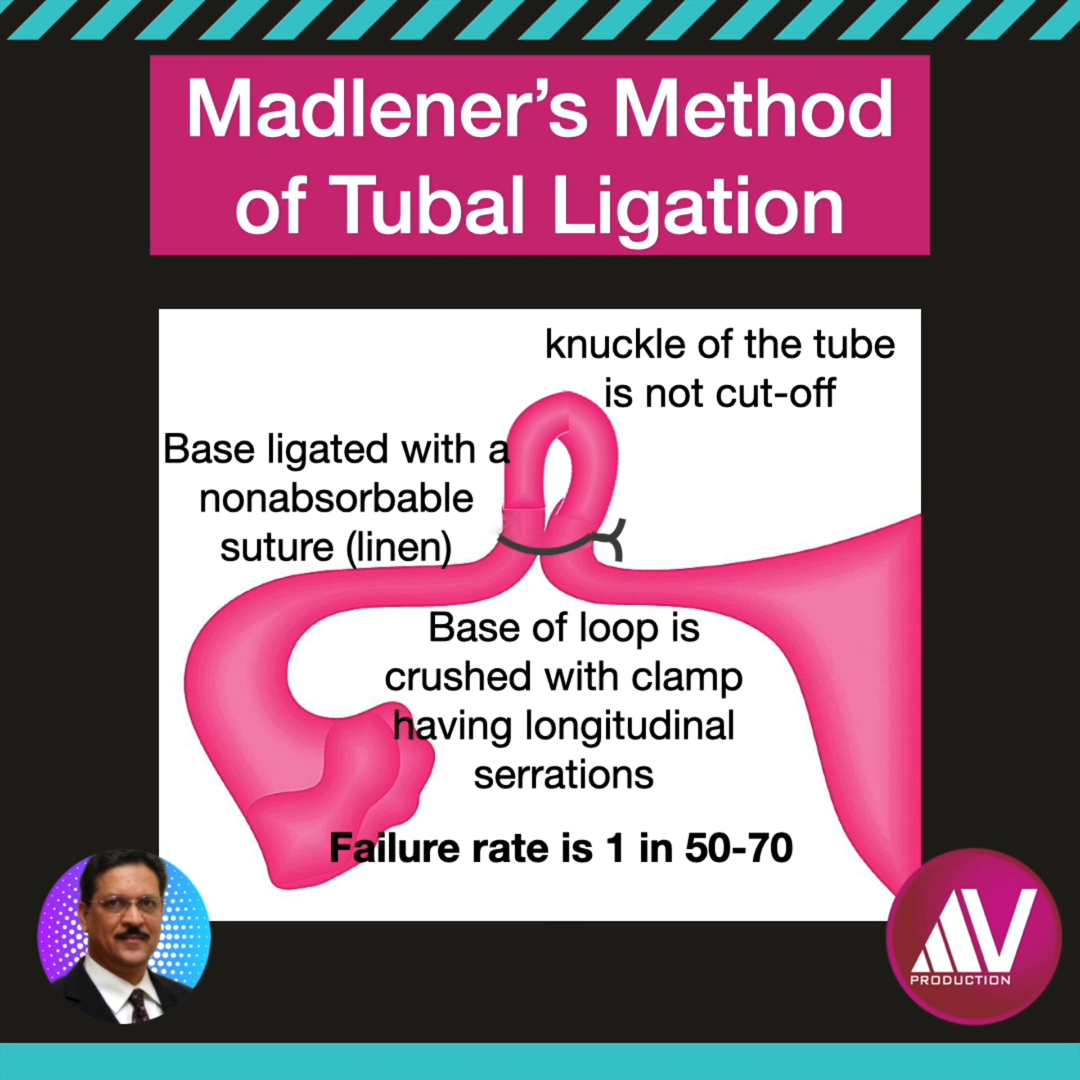 Madlener’s Method
of Tubal Ligation
knuckle of the tube
is not cut-off
Base ligated with a
nonabsorbable
suture (linen)
Base of loop is
crushed with clamp
having longitudinal
serrations
Failure rate is 1 in 50-70
AV
PRODUCTION